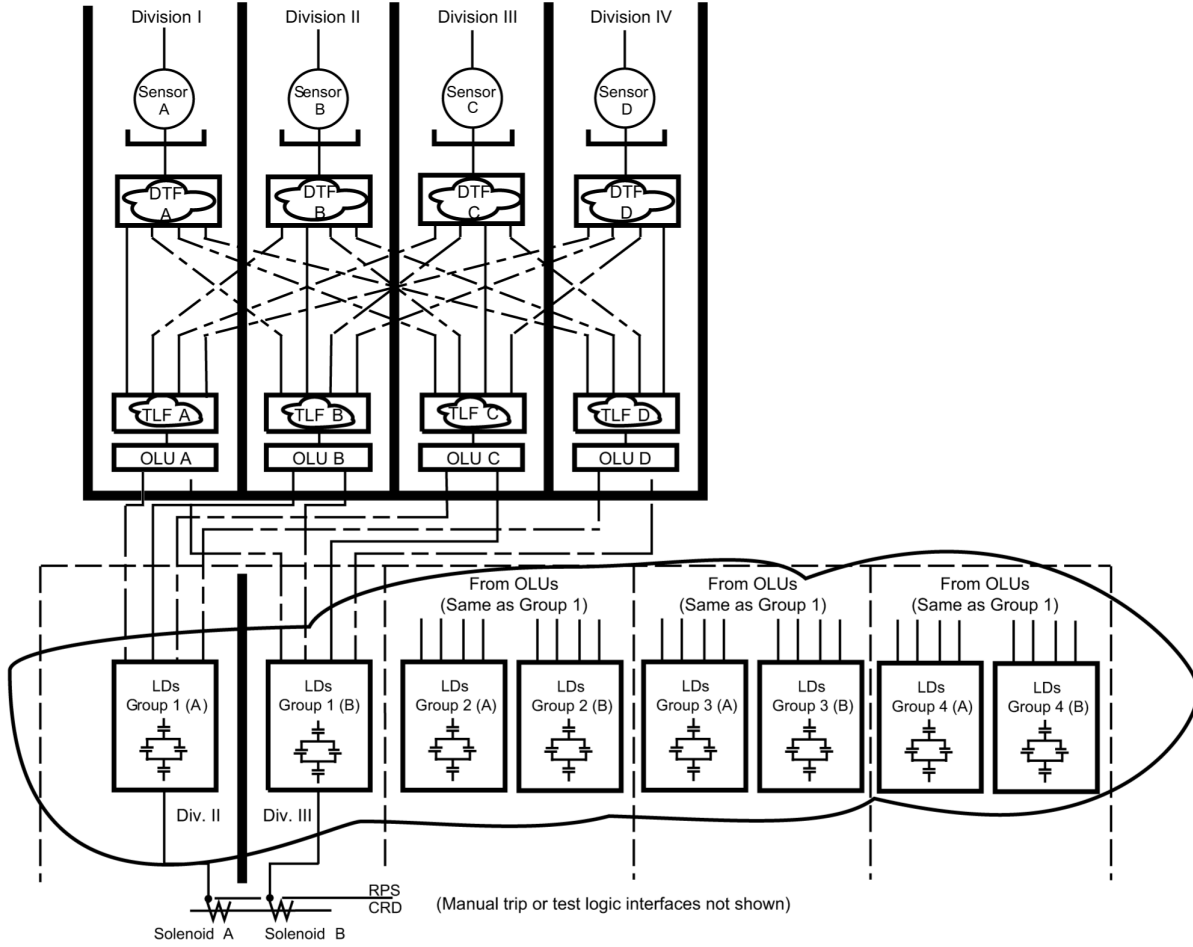 Division I
Division II
Division III
Division IV
Sensor
A
Sensor
B
Sensor
C
Sensor
D
DTF
A
DTF
B
DTF
C
DTF
D
TLF A
TLF B
TLF C
TLF D
OLU A
OLU B
OLU C
OLU D
From OLUs
(Same as Group 1)
From OLUs
(Same as Group 1)
From OLUs
(Same as Group 1)
LDs
Group 1 (A)
LDs
Group 1 (B)
LDs
Group 2 (A)
LDs
Group 2 (B)
LDs
Group 3 (A)
LDs
Group 3 (B)
LDs
Group 4 (A)
LDs
Group 4 (B)
Div. II
Div. III
RPS
CRD
(Manual trip or test logic interfaces not shown)
Solenoid A
Solenoid B